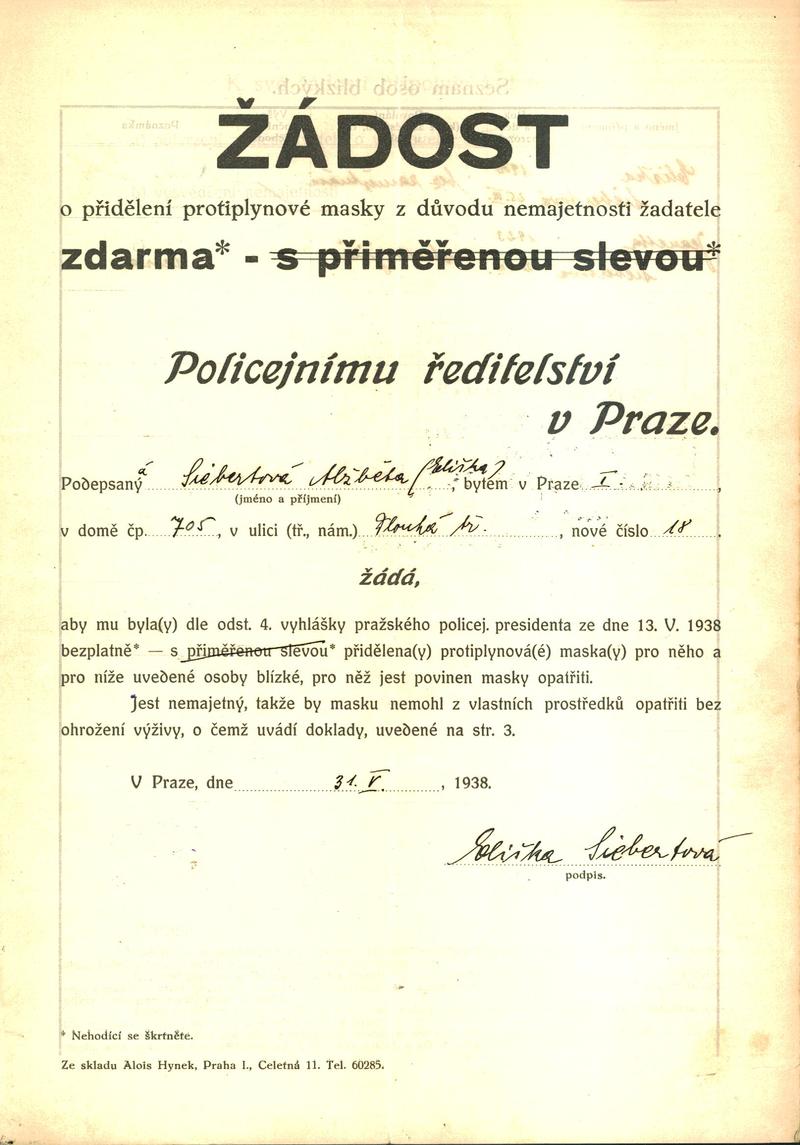 ŽÁDOST
o přidělení protiplynové masky z důvodu nemajetnosti žadatele
zdarma* - s přiměřenou slevou*
Policejnímu ředitelství
v Praze.
Podepsaný á Siebertová Alžběta (Eliška), bytem v Praze I.,
(jméno a příjmení)
v domě čp. 705, v ulici (tř., nám.) Dlouhá tř., nové číslo 18.
žádá,
aby mu byla(y) dle odst. 4. vyhlášky pražského policej. presidenta ze dne 13. V. 1938
bezplatně* — s přiměřenou slevou* přidělena(y) protiplynová(é) maska(y) pro něho a
pro níže uvedené osoby blízké, pro něž jest povinen masky opatřiti.
Jest nemajetný, takže by masku nemohl z vlastních prostředků opatřiti bez
ohrožení výživy, o čemž uvádí doklady, uvedené na str. 3.
V Praze, dne 31. V., 1938.
Eliška Siebertová
podpis.
* Nehodící se škrtněte.
Ze skladu Alois Hynek, Praha I., Celetná 11. Tel. 60285.